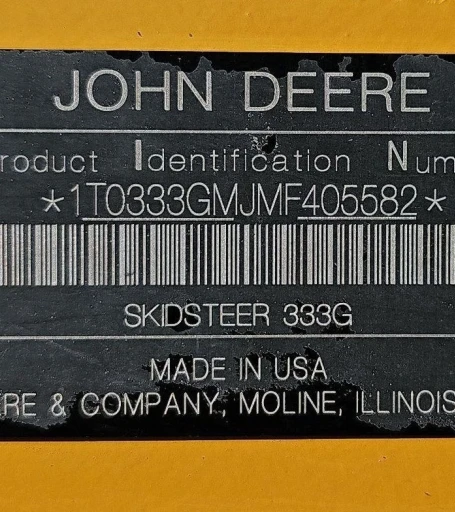 JOHN DEERE
roduct Identification Num
*1T0333GMJMF405582*
SKIDSTEER 333G
MADE IN USA
RE & COMPANY, MOLINE, ILLINOIS